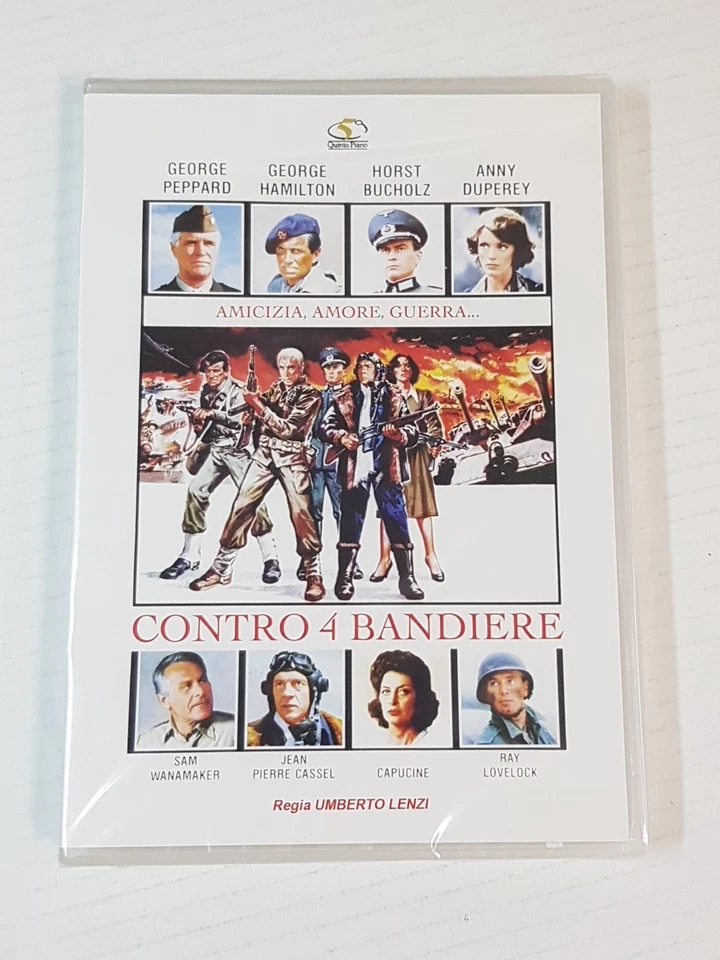 5
Quinto Piano
GEORGE PEPPARD
GEORGE HAMILTON
HORST BUCHOLZ
ANNY DUPEREY
AMICIZIA, AMORE, GUERRA...
CONTRO 4 BANDIERE
SAM WANAMAKER
JEAN PIERRE CASSEL
CAPUCINE
RAY LOVELOCK
Regia UMBERTO LENZI